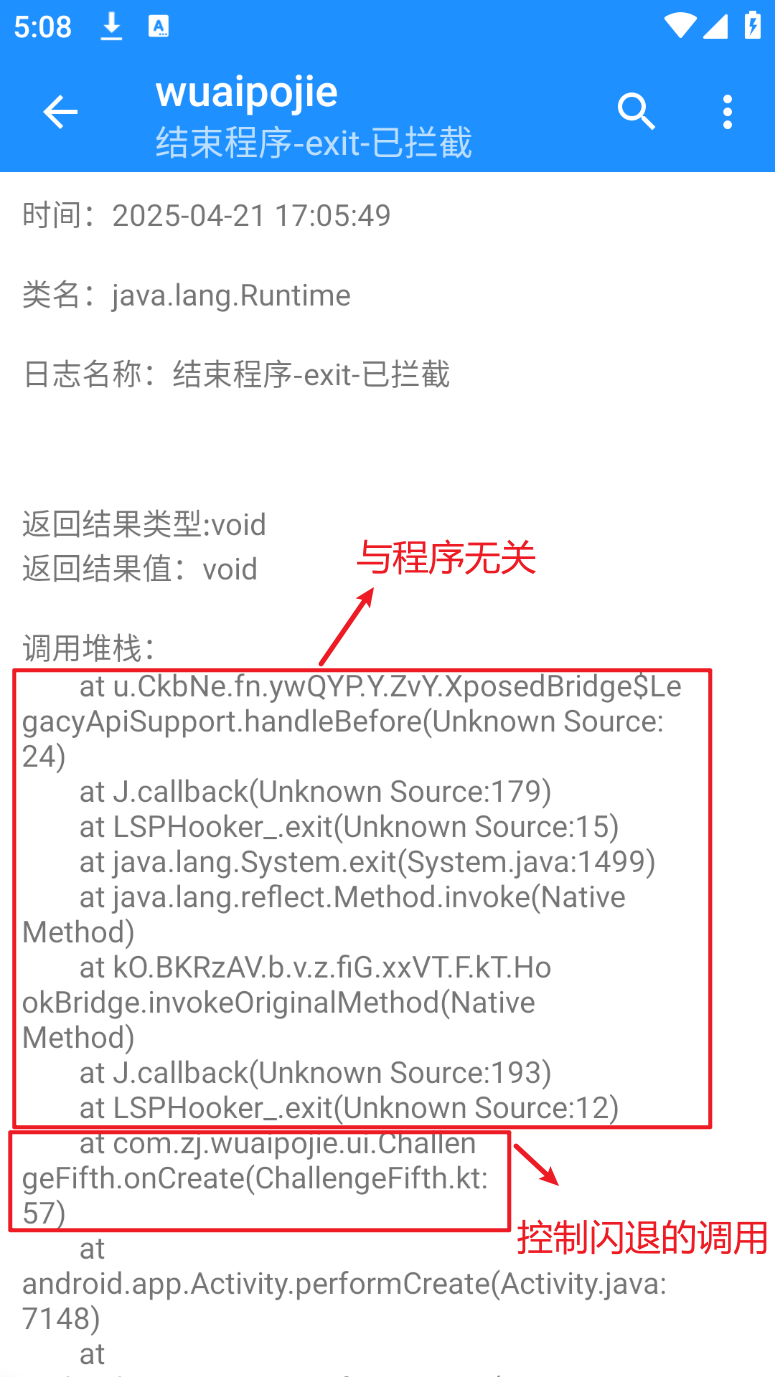 5:08
A
wuaipojie
结束程序-exit-已拦截
时间：2025-04-21 17:05:49
类名：java.lang.Runtime
日志名称：结束程序-exit-已拦截
返回结果类型:void
返回结果值：void
与程序无关
调用堆栈：
at u.CkbNe.fn.ywQYP.Y.ZvY.XposedBridge$Le
gacyApiSupport.handleBefore(Unknown Source:
24)
at J.callback(Unknown Source:179)
at LSPHooker_.exit(Unknown Source:15)
at java.lang.System.exit(System.java:1499)
at java.lang.reflect.Method.invoke(Native
Method)
at kO.BKRzAV.b.v.z.fiG.xxVT.F.kT.Ho
okBridge.invokeOriginalMethod(Native
Method)
at J.callback(Unknown Source:193)
at LSPHooker_.exit(Unknown Source:12)
at com.zj.wuaipojie.ui.Challen
geFifth.onCreate(ChallengeFifth.kt:
57)
控制闪退的调用
at
android.app.Activity.performCreate(Activity.java:
7148)
at